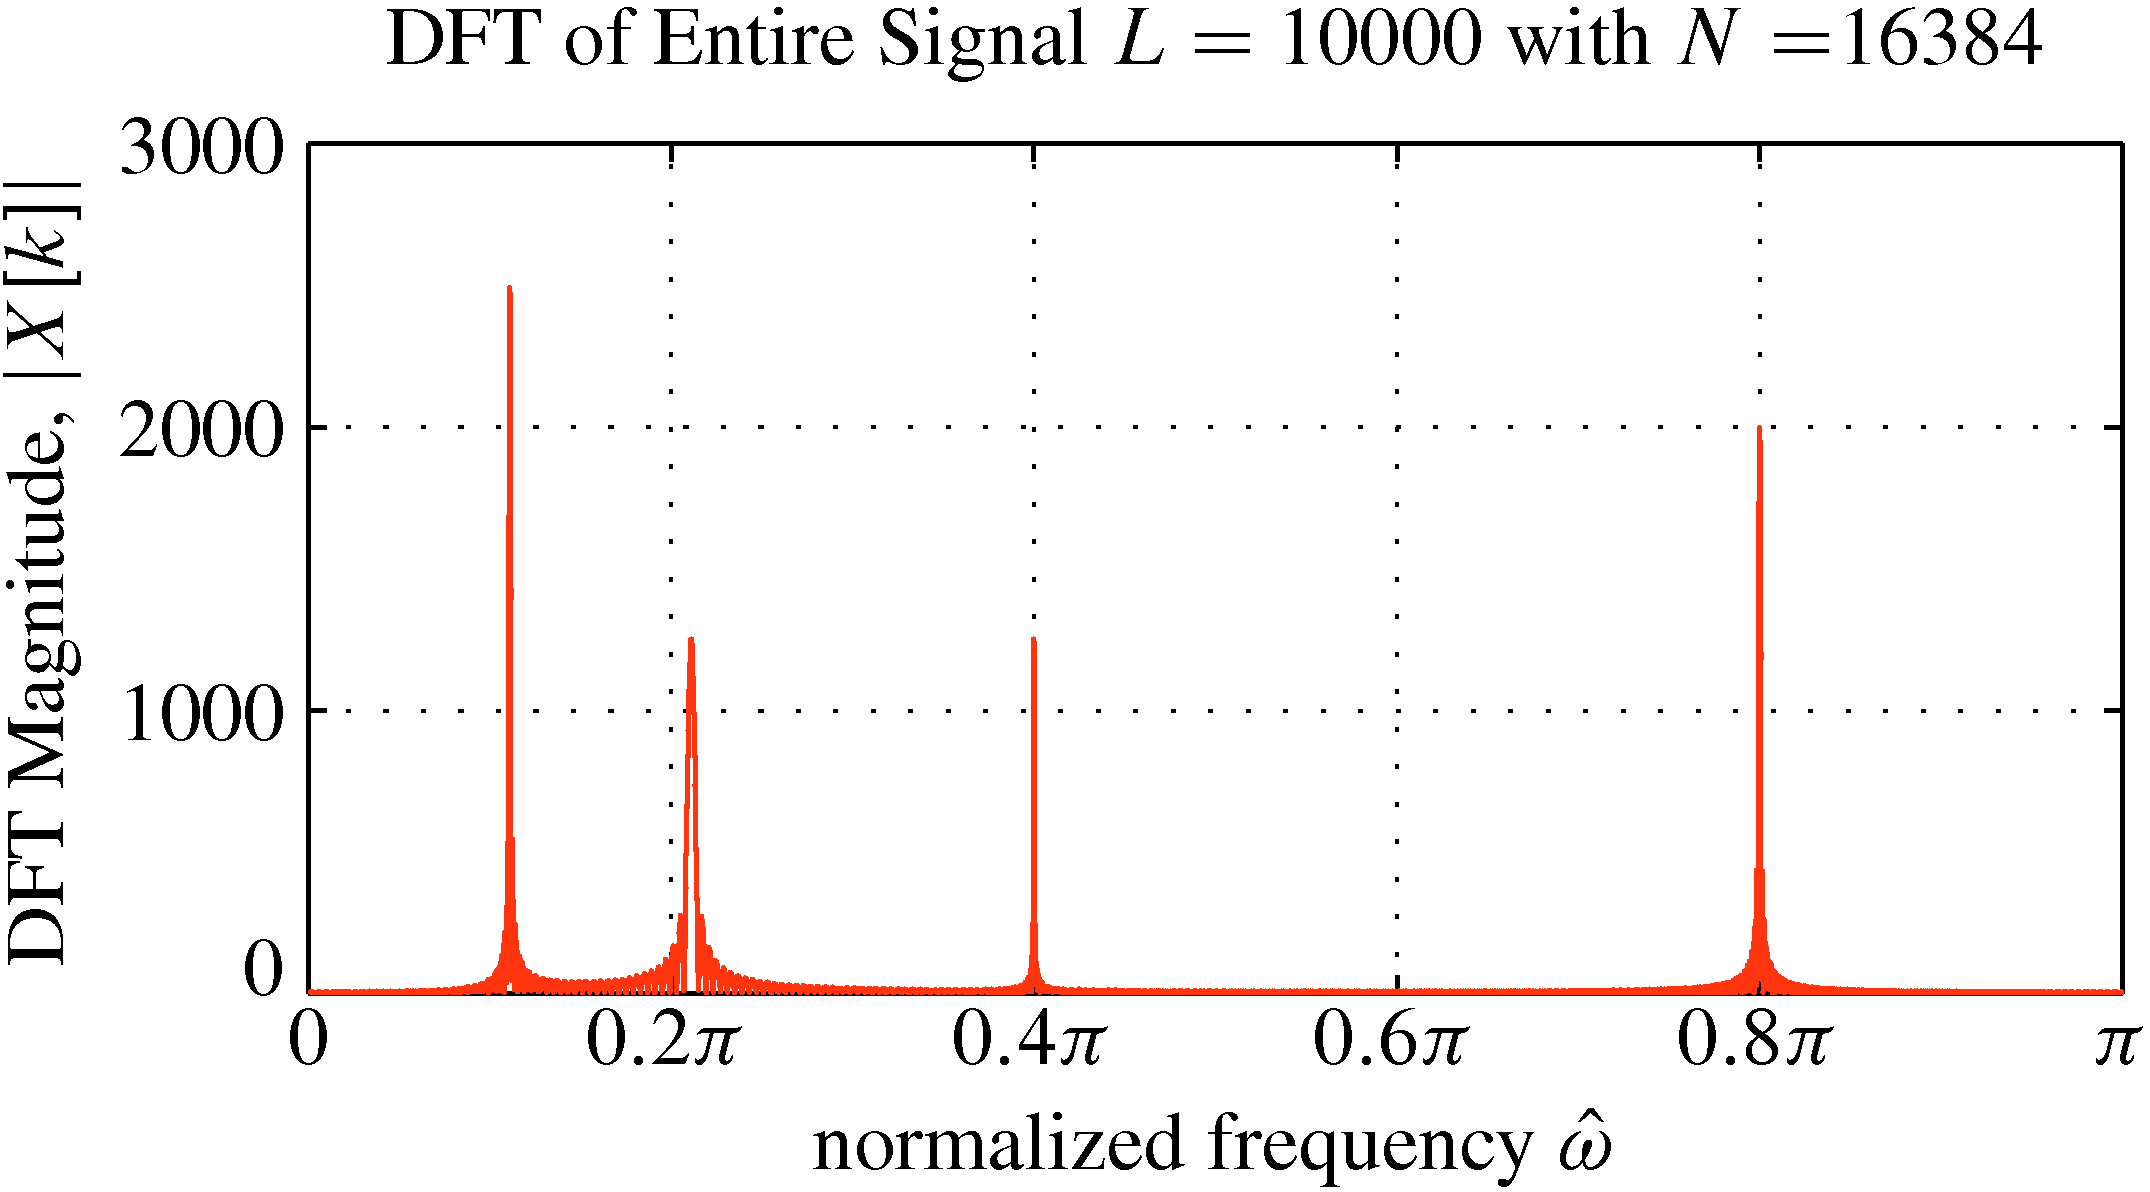 DFT of Entire Signal L = 10000 with N =16384
DFT Magnitude, |X[k]|
3000
2000
1000
0
0 0.2π 0.4π 0.6π 0.8π π
normalized frequency ω̂